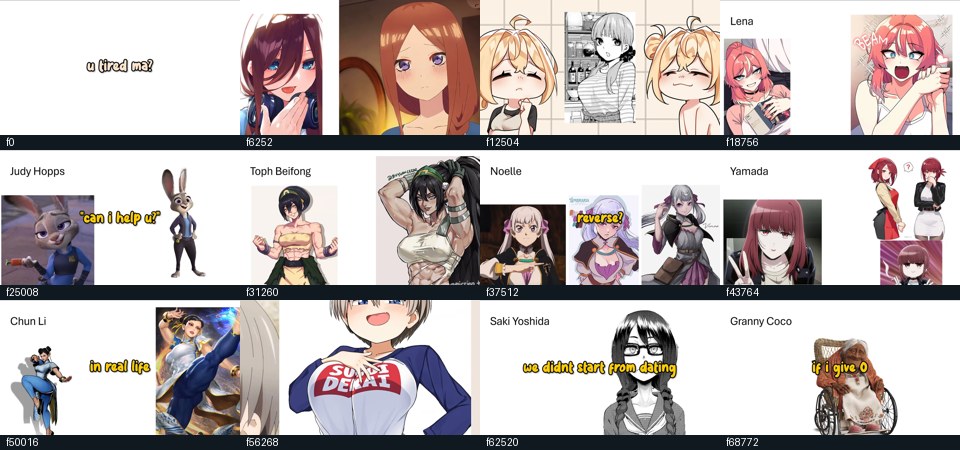 u tired ma?
f0
f6252
f12504
Lena
BEAM
f18756
Judy Hopps
"can i help u?"
f25008
Toph Beifong
f31260
Noelle
reverse?
f37512
Yamada
?
f43764
Chun Li
in real life
f50016
SUGOI
DEKAI
f56268
Saki Yoshida
we didnt start from dating
f62520
Granny Coco
if i give 0
f68772